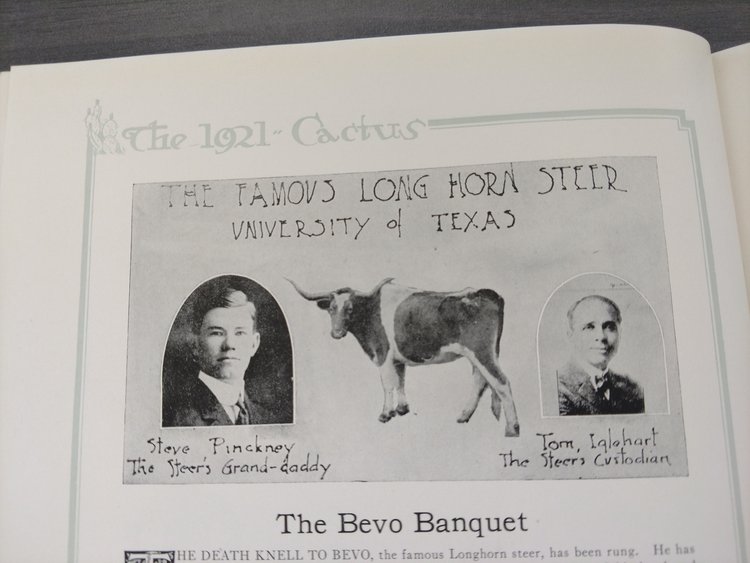 The 1921 Cactus
THE FAMOUS LONG HORN STEER
UNIVERSITY of TEXAS
Steve Pinckney
The Steer's Grand-daddy
Tom, Iglehart
The Steers Custodian
The Bevo Banquet
THE DEATH KNELL TO BEVO, the famous Longhorn steer, has been rung. He has